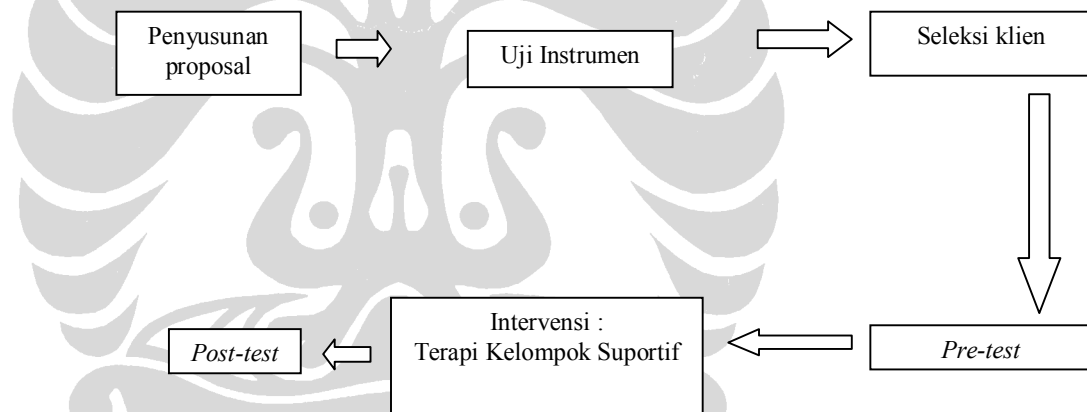 Penyusunan
proposal
Uji Instrumen
Seleksi klien
Pre-test
Intervensi :
Terapi Kelompok Suportif
Post-test